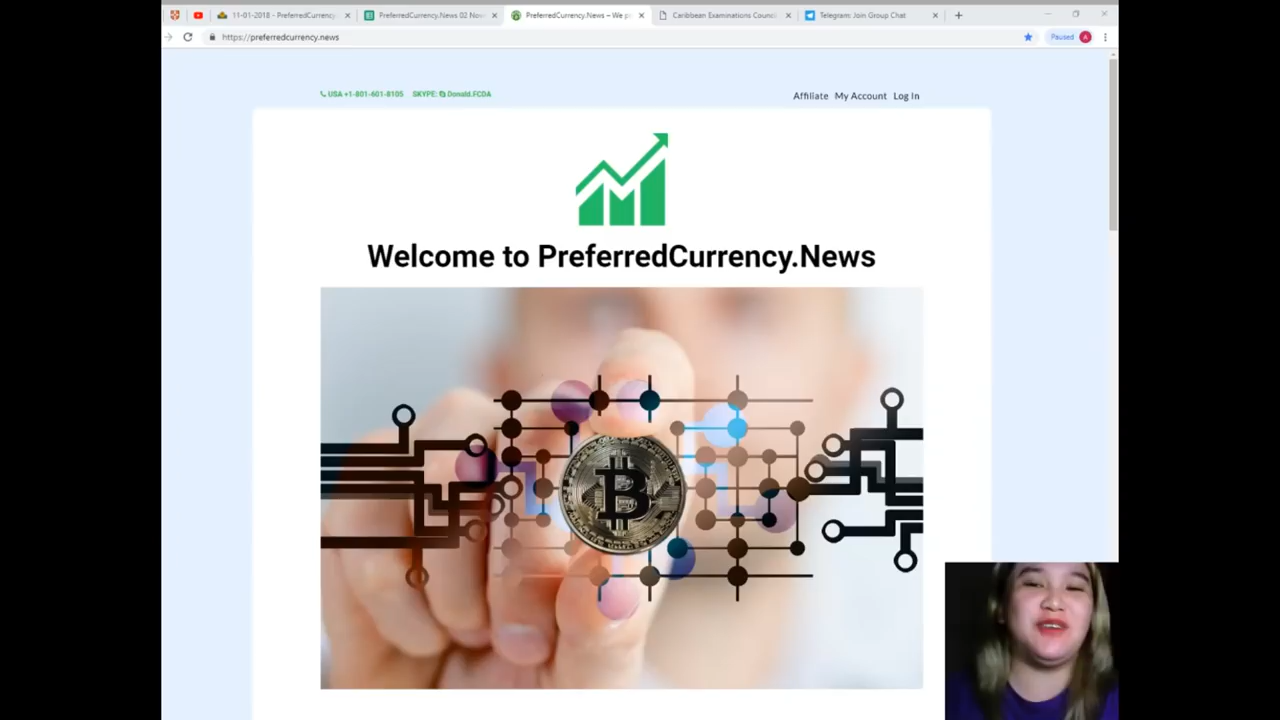 11-01-2018 - PreferredCurrency.
PreferredCurrency.News 02 Nov
PreferredCurrency.News – We p
Caribbean Examinations Counci
Telegram: Join Group Chat
https://preferredcurrency.news
Paused
A
USA +1-801-601-8105 SKYPE: Donald.FCDA
Affiliate My Account Log In
Welcome to PreferredCurrency.News
B